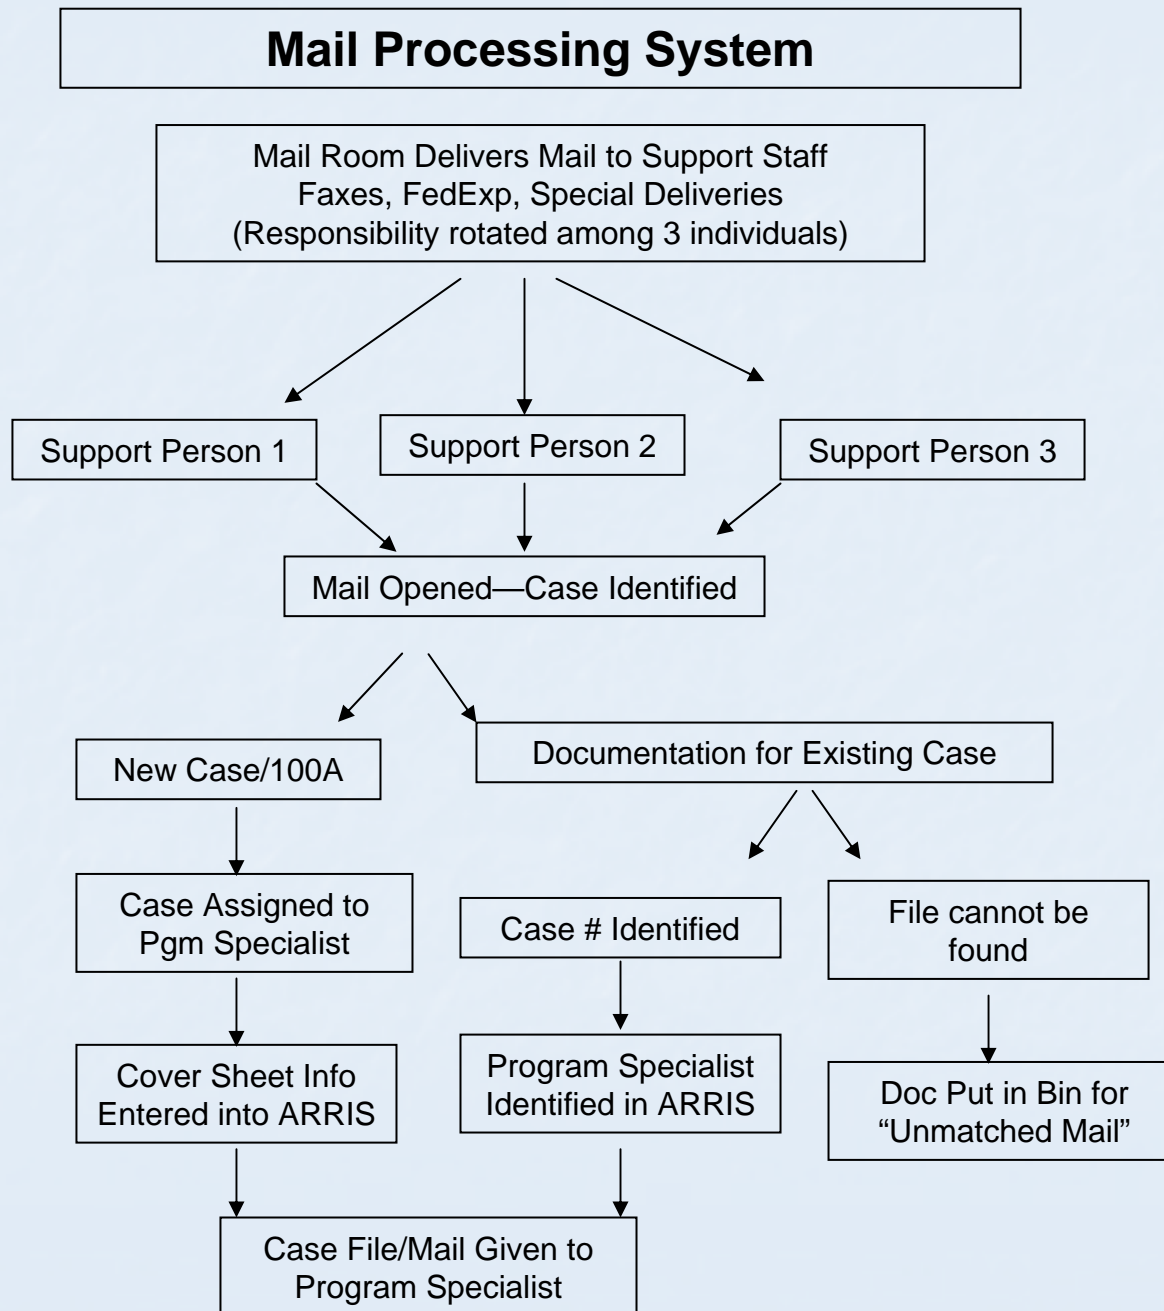 Mail Processing System
Mail Room Delivers Mail to Support Staff
Faxes, FedExp, Special Deliveries
(Responsibility rotated among 3 individuals)
Support Person 1
Support Person 2
Support Person 3
Mail Opened—Case Identified
New Case/100A
Documentation for Existing Case
Case Assigned to
Pgm Specialist
Case # Identified
File cannot be
found
Cover Sheet Info
Entered into ARRIS
Program Specialist
Identified in ARRIS
Doc Put in Bin for
“Unmatched Mail”
Case File/Mail Given to
Program Specialist